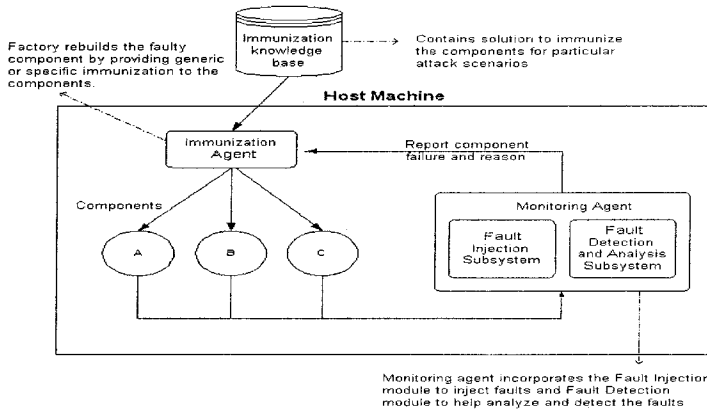 Immunization
knowledge
base
Contains solution to immunize
the components for particular
attack scenarios
Factory rebuilds the faulty
component by providing generic
or specific immunization to the
components.
Host Machine
Immunization
Agent
Report component
failure and reason
Components
A
B
C
Monitoring Agent
Fault
Injection
Subsystem
Fault
Detection
and Analysis
Subsystem
Monitoring agent incorporates the Fault Injection
module to inject faults and Fault Detection
module to help analyze and detect the faults